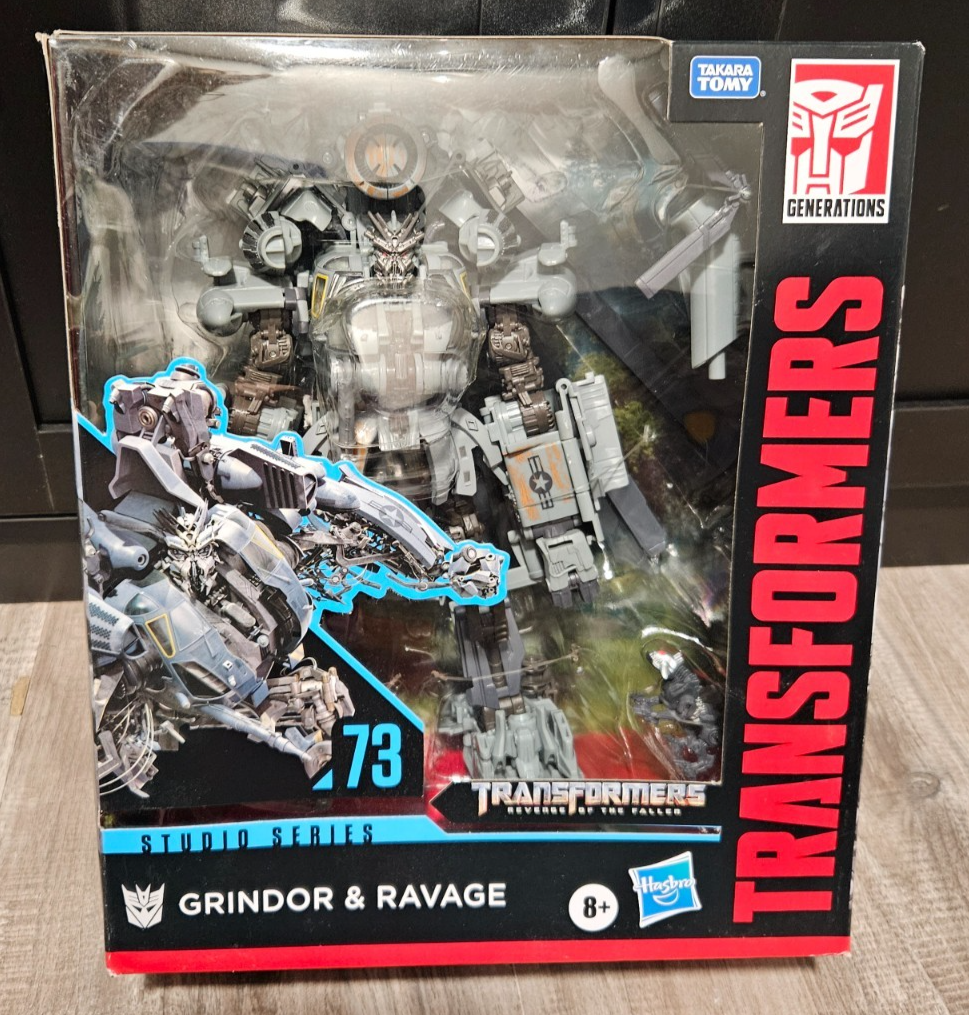 TAKARA
TOMY
GENERATIONS
TRANSFORMERS
73
TRANSFORMERS
REVENGE OF THE FALLEN
STUDIO SERIES
GRINDOR & RAVAGE
8+
Hasbro